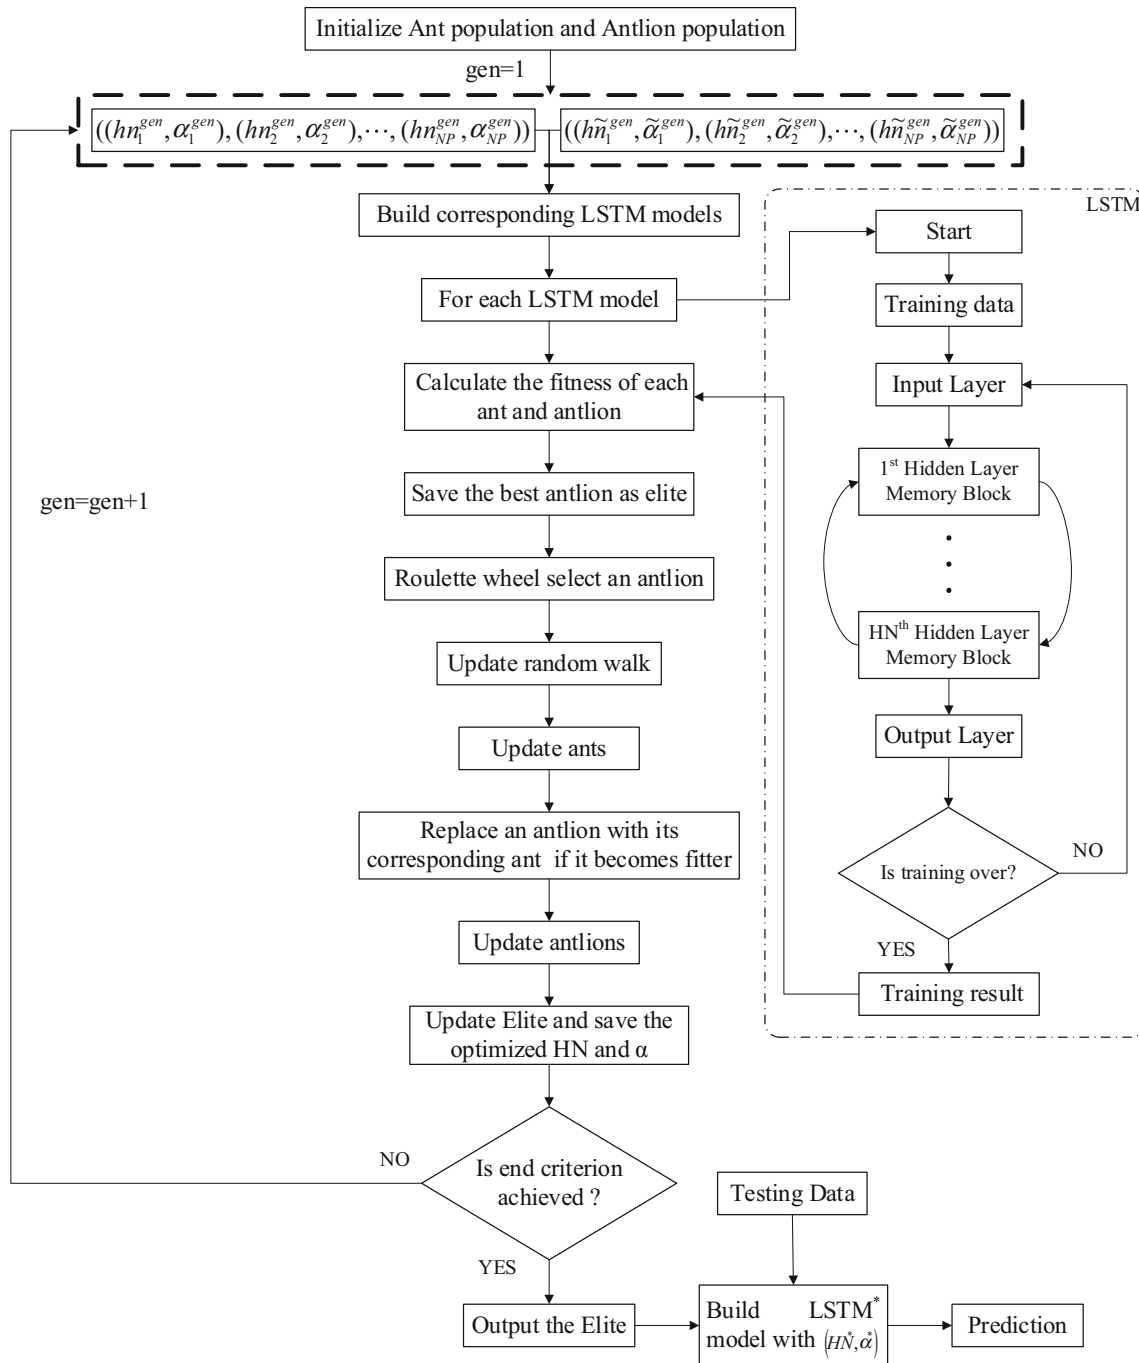 Initialize Ant population and Antlion population
gen=1
((hn₁^gen, α₁^gen), (hn₂^gen, α₂^gen), ⋯, (hn_NP^gen, α_NP^gen))
((hñ₁^gen, α̃₁^gen), (hñ₂^gen, α̃₂^gen), ⋯, (hñ_NP^gen, α̃_NP^gen))
Build corresponding LSTM models
For each LSTM model
Calculate the fitness of each
ant and antlion
Save the best antlion as elite
gen=gen+1
Roulette wheel select an antlion
Update random walk
Update ants
Replace an antlion with its
corresponding ant if it becomes fitter
Update antlions
Update Elite and save the
optimized HN and α
NO
Is end criterion
achieved ?
YES
Output the Elite
LSTM
Start
Training data
Input Layer
1st Hidden Layer
Memory Block
HNth Hidden Layer
Memory Block
Output Layer
Is training over?
NO
YES
Training result
Testing Data
Build LSTM*
model with (HN*, α*)
Prediction